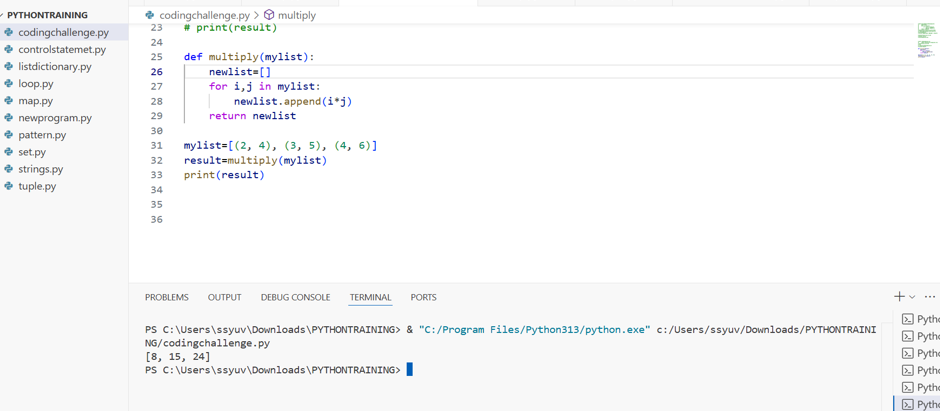 PYTHONTRAINING
codingchallenge.py
controlstatemet.py
listdictionary.py
loop.py
map.py
newprogram.py
pattern.py
set.py
strings.py
tuple.py
codingchallenge.py > multiply
23 # print(result)
24
25 def multiply(mylist):
26 newlist=[]
27 for i,j in mylist:
28 newlist.append(i*j)
29 return newlist
30
31 mylist=[(2, 4), (3, 5), (4, 6)]
32 result=multiply(mylist)
33 print(result)
34
35
36
PROBLEMS OUTPUT DEBUG CONSOLE TERMINAL PORTS
PS C:\Users\ssyuv\Downloads\PYTHONTRAINING> & "C:/Program Files/Python313/python.exe" c:/Users/ssyuv/Downloads/PYTHONTRAINI
NG/codingchallenge.py
[8, 15, 24]
PS C:\Users\ssyuv\Downloads\PYTHONTRAINING>
Pytho
Pytho
Pytho
Pytho
Pytho
Pytho